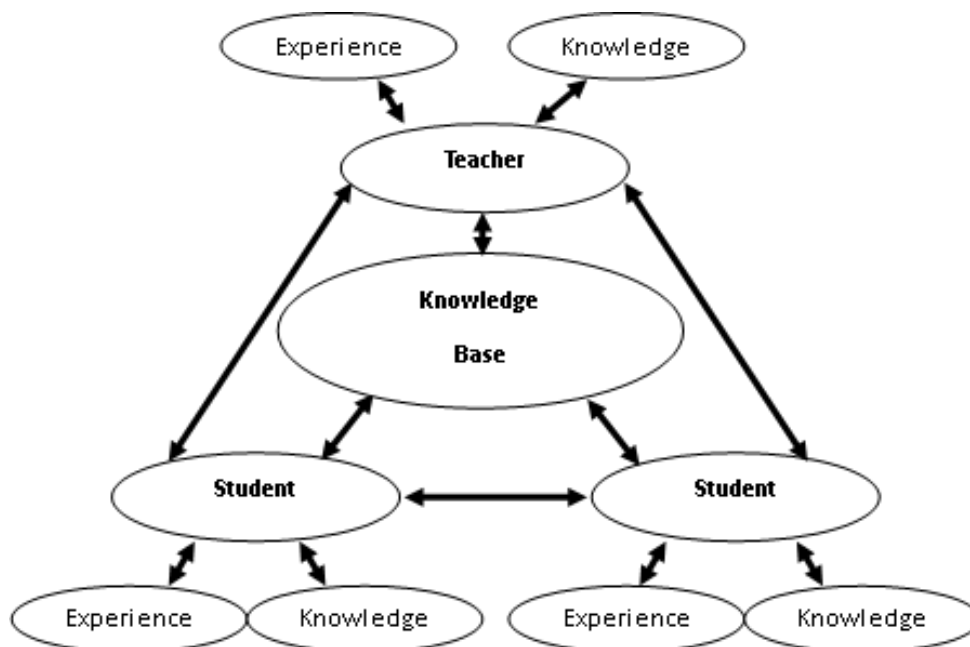 Experience
Knowledge
Teacher
Knowledge
Base
Student
Student
Experience
Knowledge
Experience
Knowledge